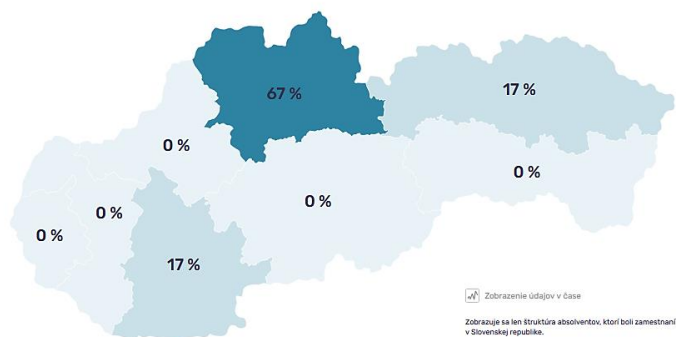 67 %
17 %
0 %
0 %
0 %
0 %
0 %
17 %
Zobrazenie údajov v čase
Zobrazuje sa len štruktúra absolventov, ktorí boli zamestnaní
v Slovenskej republike.